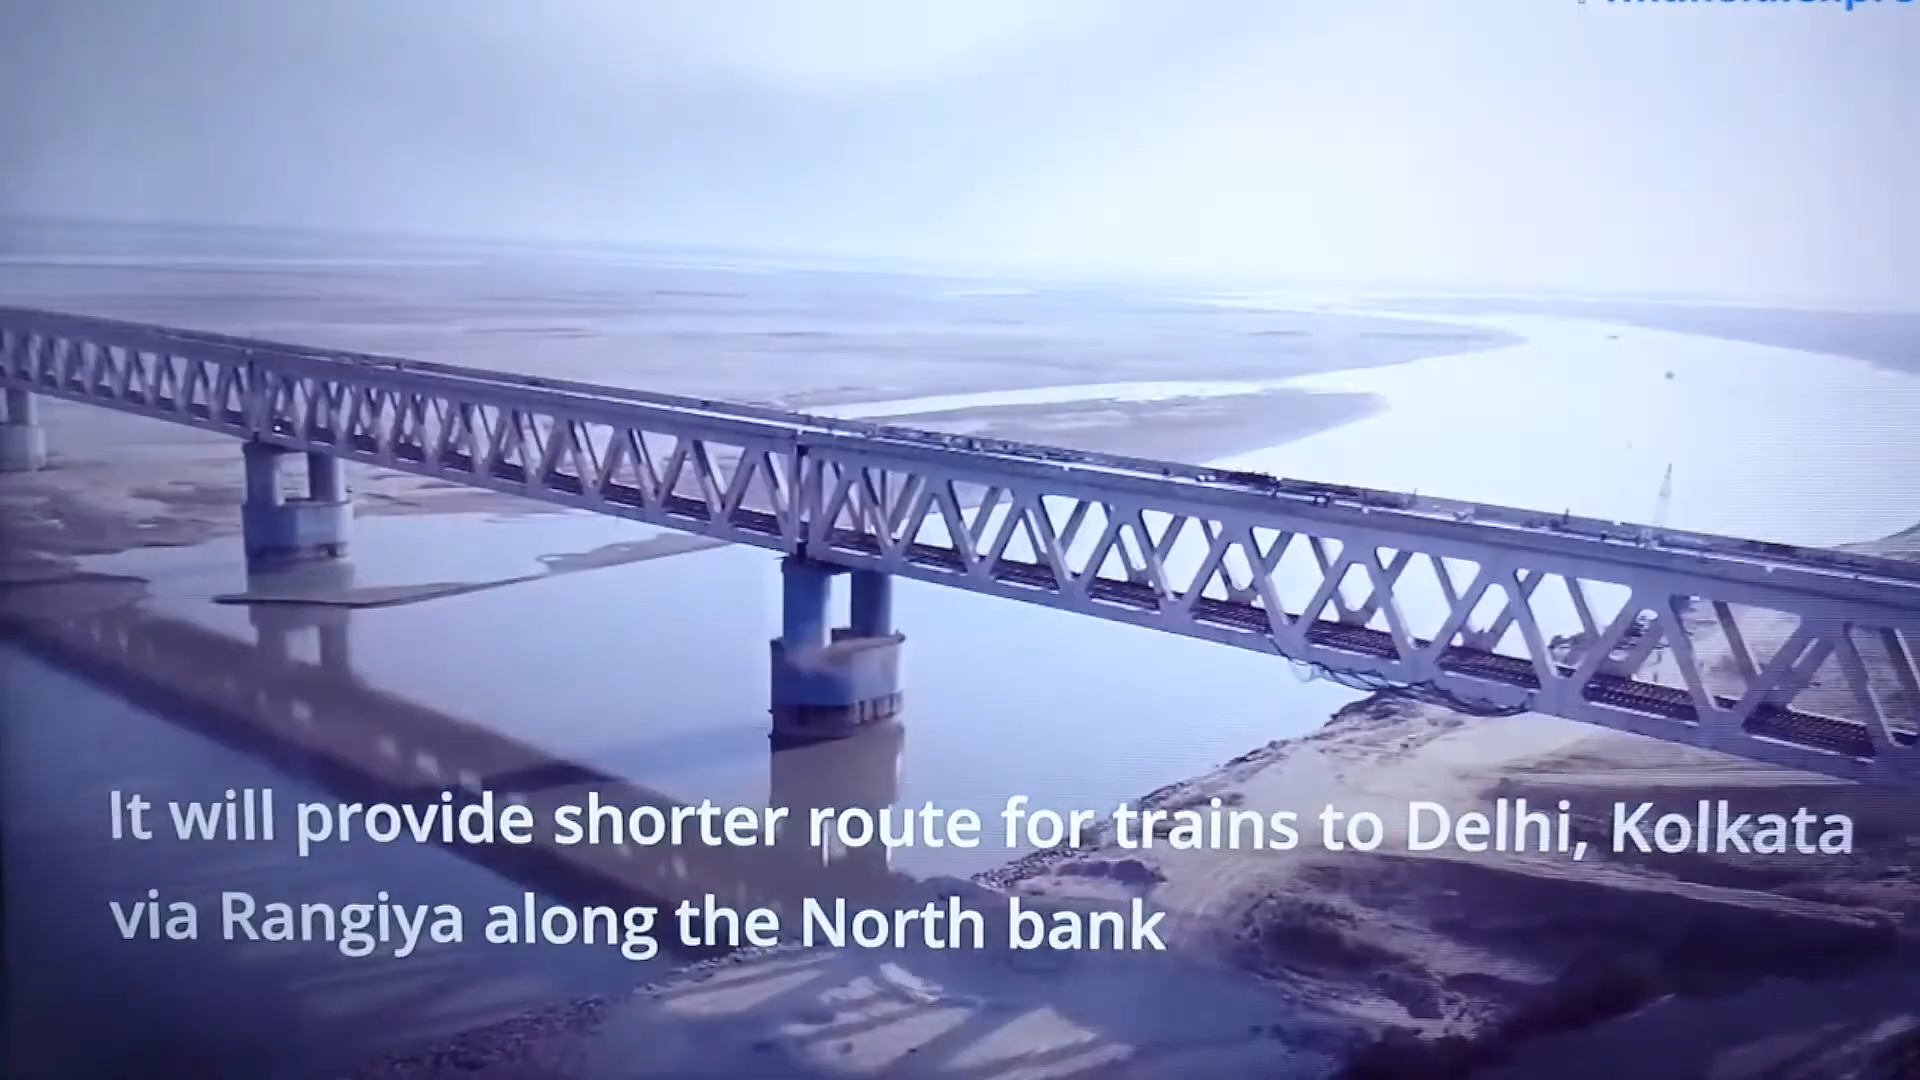 It will provide shorter route for trains to Delhi, Kolkata
via Rangiya along the North bank